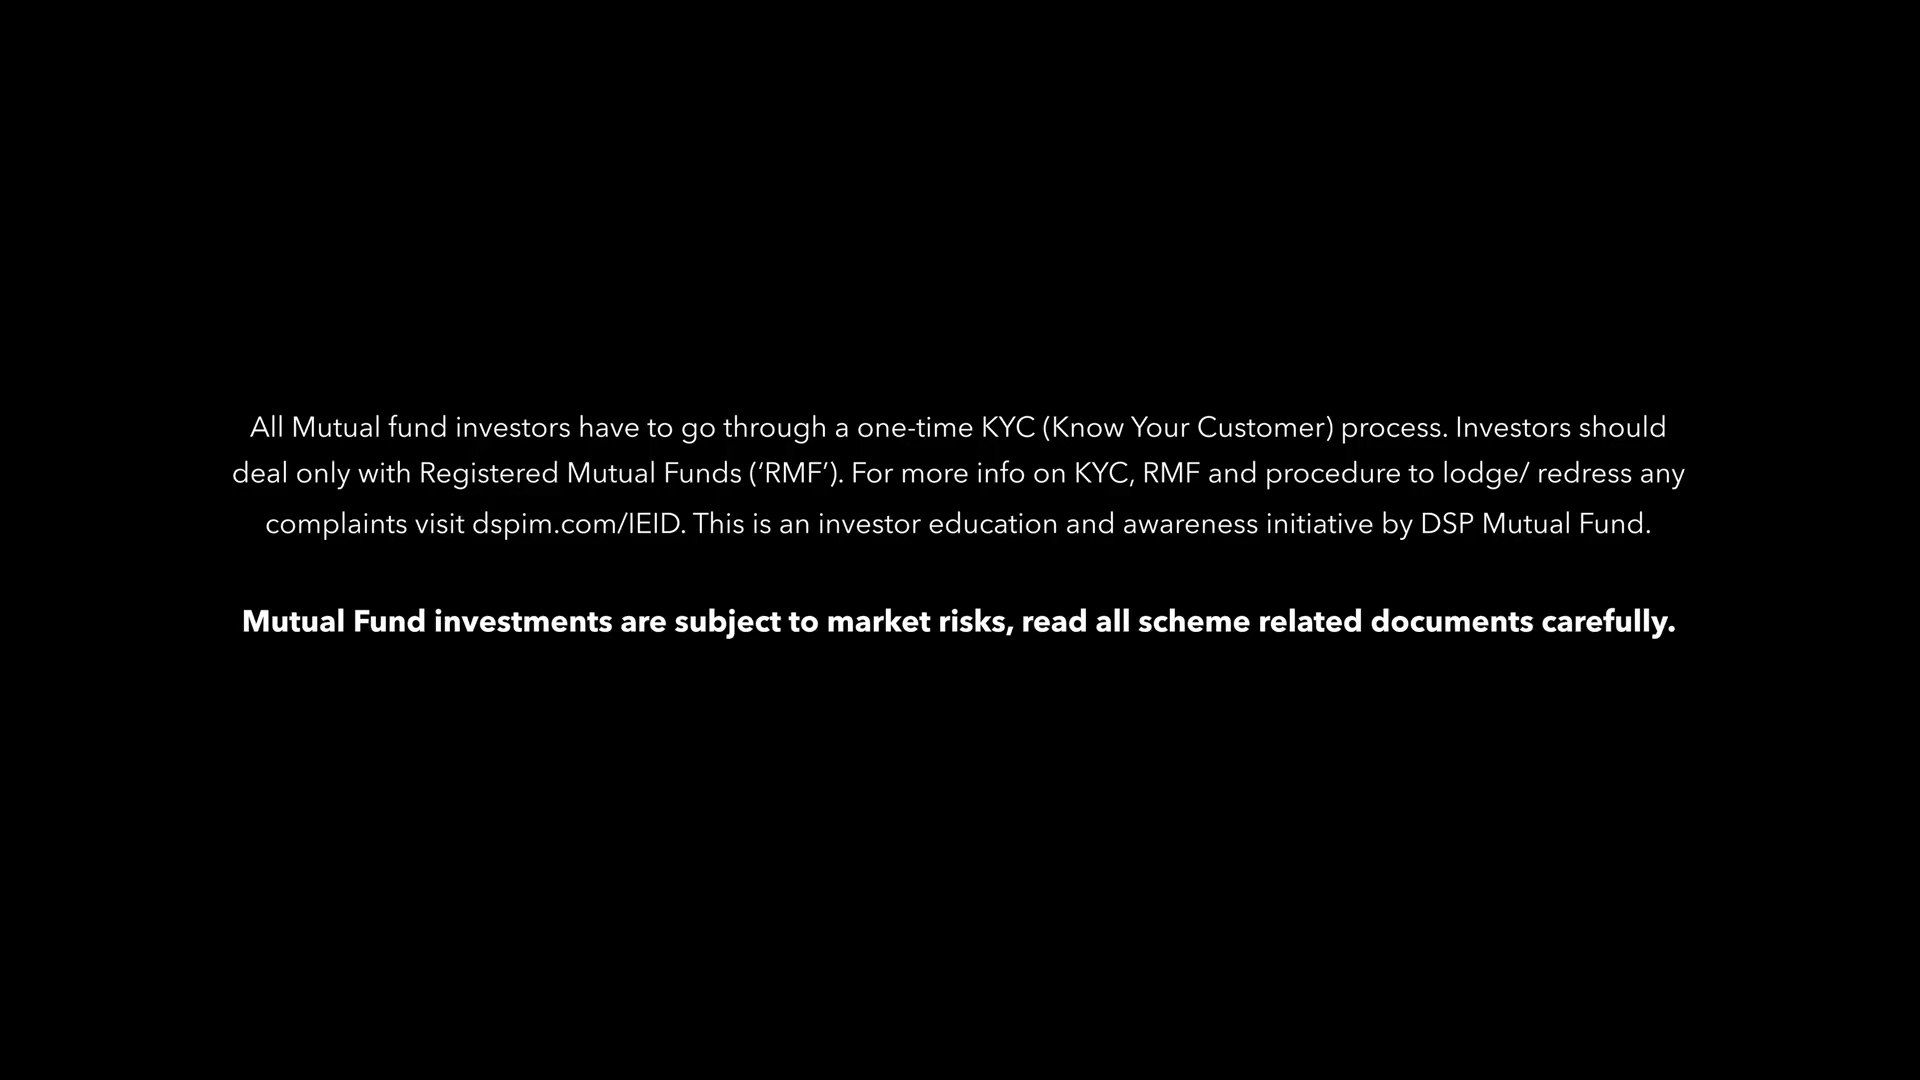 All Mutual fund investors have to go through a one-time KYC (Know Your Customer) process. Investors should
deal only with Registered Mutual Funds (‘RMF’). For more info on KYC, RMF and procedure to lodge/ redress any
complaints visit dspim.com/IEID. This is an investor education and awareness initiative by DSP Mutual Fund.
Mutual Fund investments are subject to market risks, read all scheme related documents carefully.